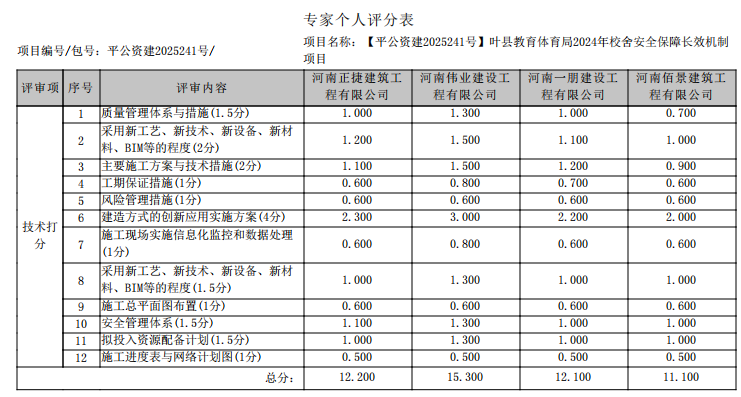 专家个人评分表
项目编号/包号：平公资建2025241号/
项目名称：【平公资建2025241号】叶县教育体育局2024年校舍安全保障长效机制
项目
评审项 序号 评审内容 河南正捷建筑工程有限公司 河南伟业建设工程有限公司 河南一朋建设工程有限公司 河南佰景建筑工程有限公司
技术打分
1 质量管理体系与措施(1.5分) 1.000 1.300 1.000 0.700
2 采用新工艺、新技术、新设备、新材料、BIM等的程度(2分) 1.200 1.500 1.100 1.000
3 主要施工方案与技术措施(2分) 1.100 1.500 1.200 0.900
4 工期保证措施(1分) 0.600 0.800 0.700 0.600
5 风险管理措施(1分) 0.600 0.600 0.600 0.600
6 建造方式的创新应用实施方案(4分) 2.300 3.000 2.200 2.000
7 施工现场实施信息化监控和数据处理(1分) 0.600 0.800 0.600 0.600
8 采用新工艺、新技术、新设备、新材料、BIM等的程度(1.5分) 1.000 1.300 1.000 1.000
9 施工总平面图布置(1分) 0.600 0.600 0.600 0.600
10 安全管理体系(1.5分) 1.100 1.300 1.000 1.000
11 拟投入资源配备计划(1.5分) 1.000 1.300 1.000 1.000
12 施工进度表与网络计划图(1分) 0.500 0.500 0.500 0.500
总分： 12.200 15.300 12.100 11.100